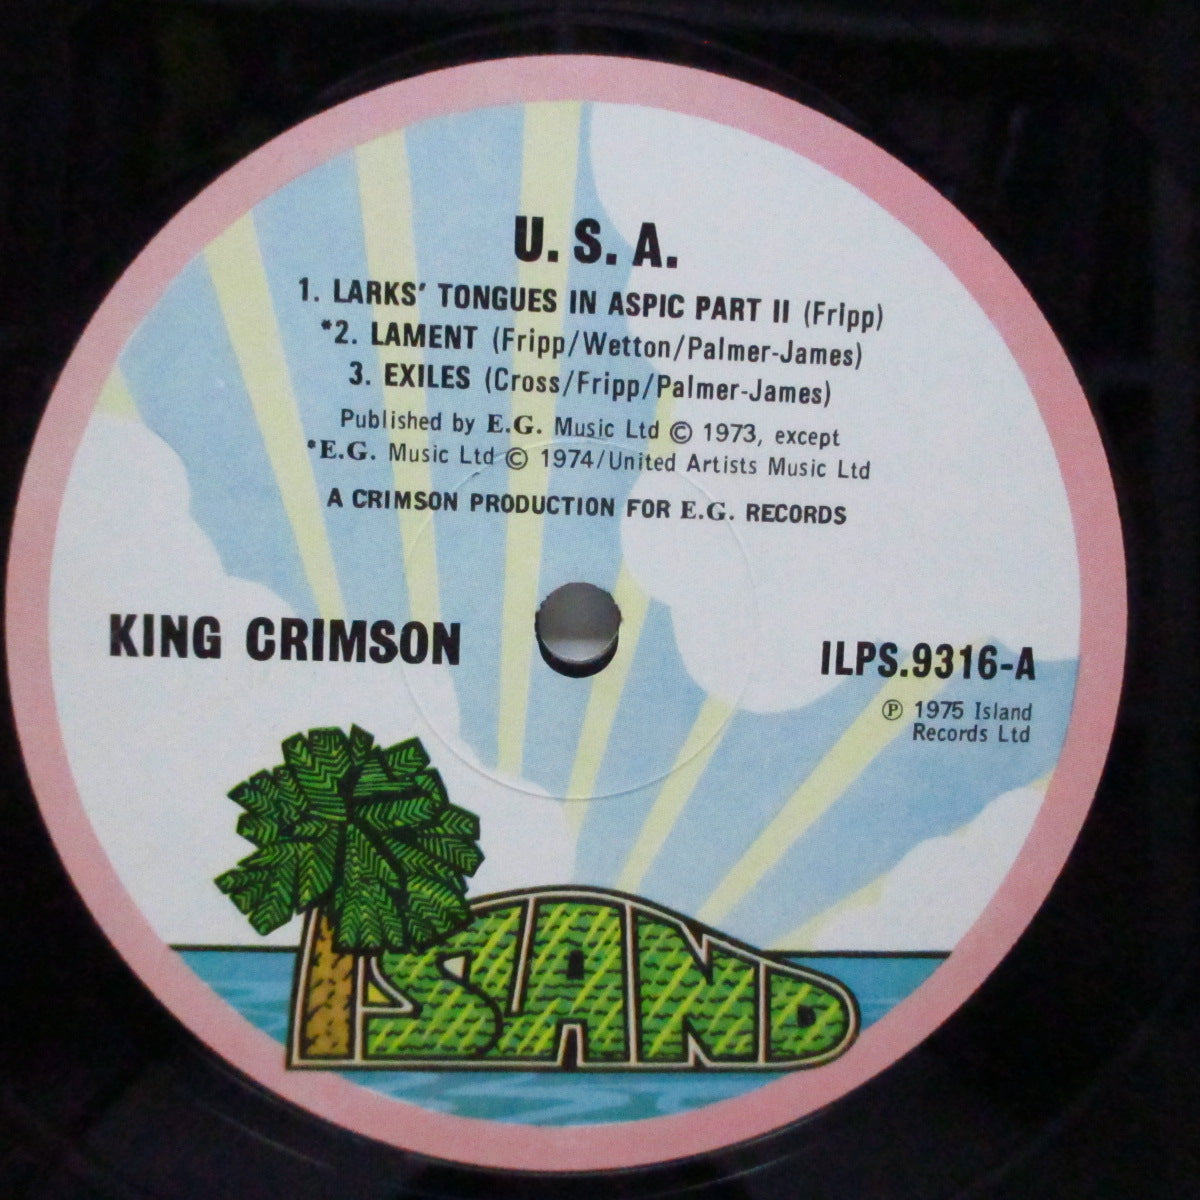 U. S. A.
1. LARKS' TONGUES IN ASPIC PART II (Fripp)
*2. LAMENT (Fripp/Wetton/Palmer-James)
3. EXILES (Cross/Fripp/Palmer-James)
Published by E.G. Music Ltd © 1973, except
*E.G. Music Ltd © 1974/United Artists Music Ltd
A CRIMSON PRODUCTION FOR E.G. RECORDS
KING CRIMSON
ILPS.9316-A
℗ 1975 Island
Records Ltd
ISLAND